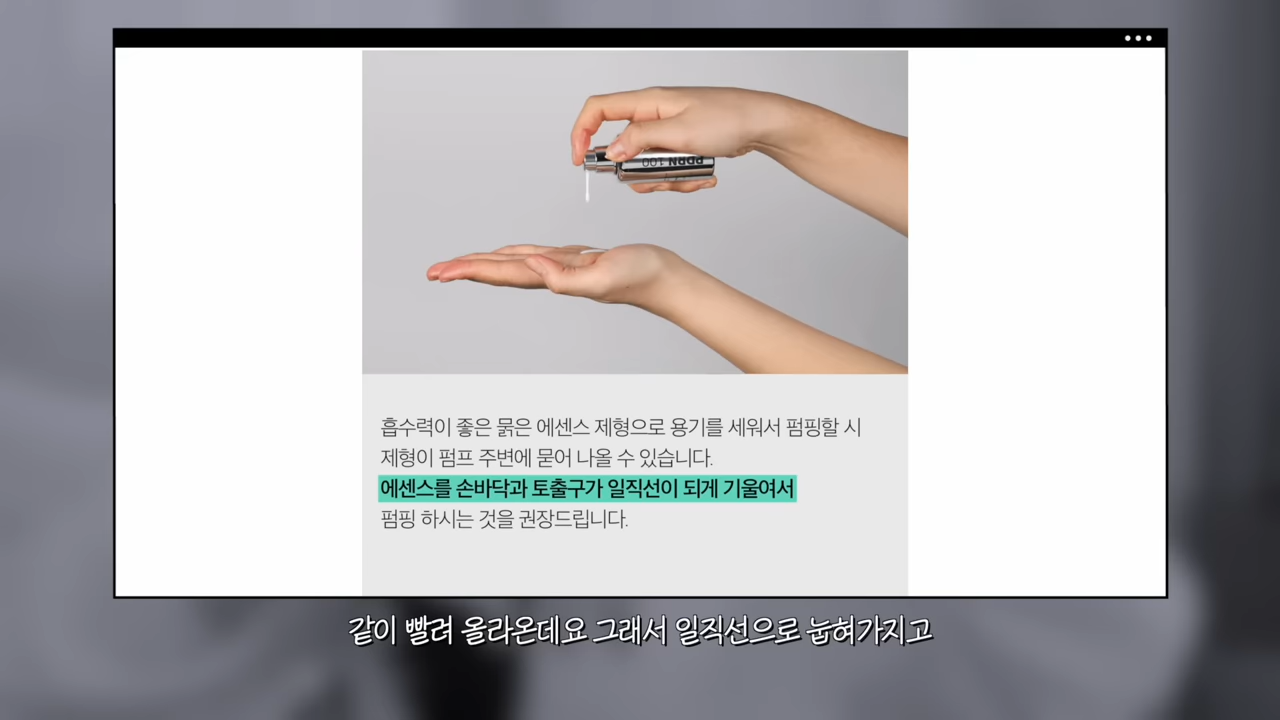 PRRN 100
흡수력이 좋은 묽은 에센스 제형으로 용기를 세워서 펌핑할 시
제형이 펌프 주변에 묻어 나올 수 있습니다.
에센스를 손바닥과 토출구가 일직선이 되게 기울여서
펌핑 하시는 것을 권장드립니다.
같이 빨려 올라온데요 그래서 일직선으로 눕혀가지고